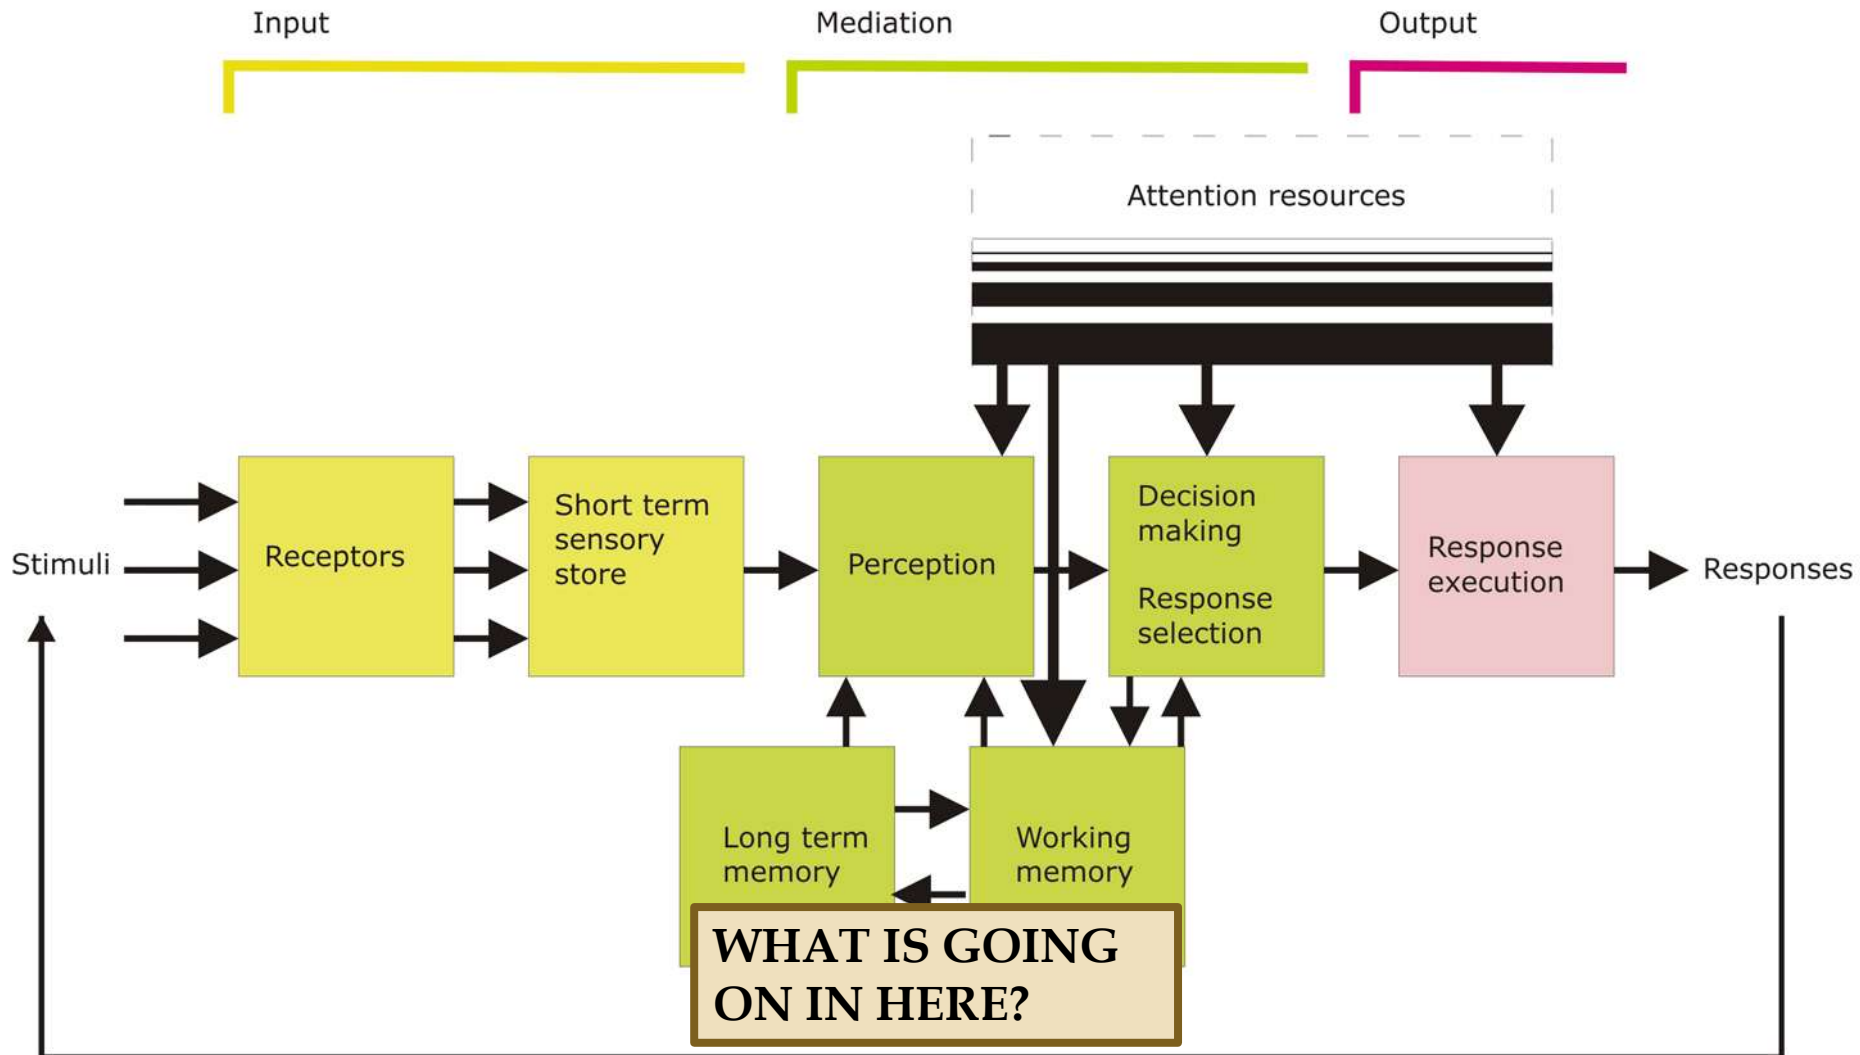 Input
Mediation
Output
Attention resources
Stimuli
Receptors
Short term
sensory
store
Perception
Decision
making
Response
selection
Response
execution
Responses
Long term
memory
Working
memory
WHAT IS GOING
ON IN HERE?